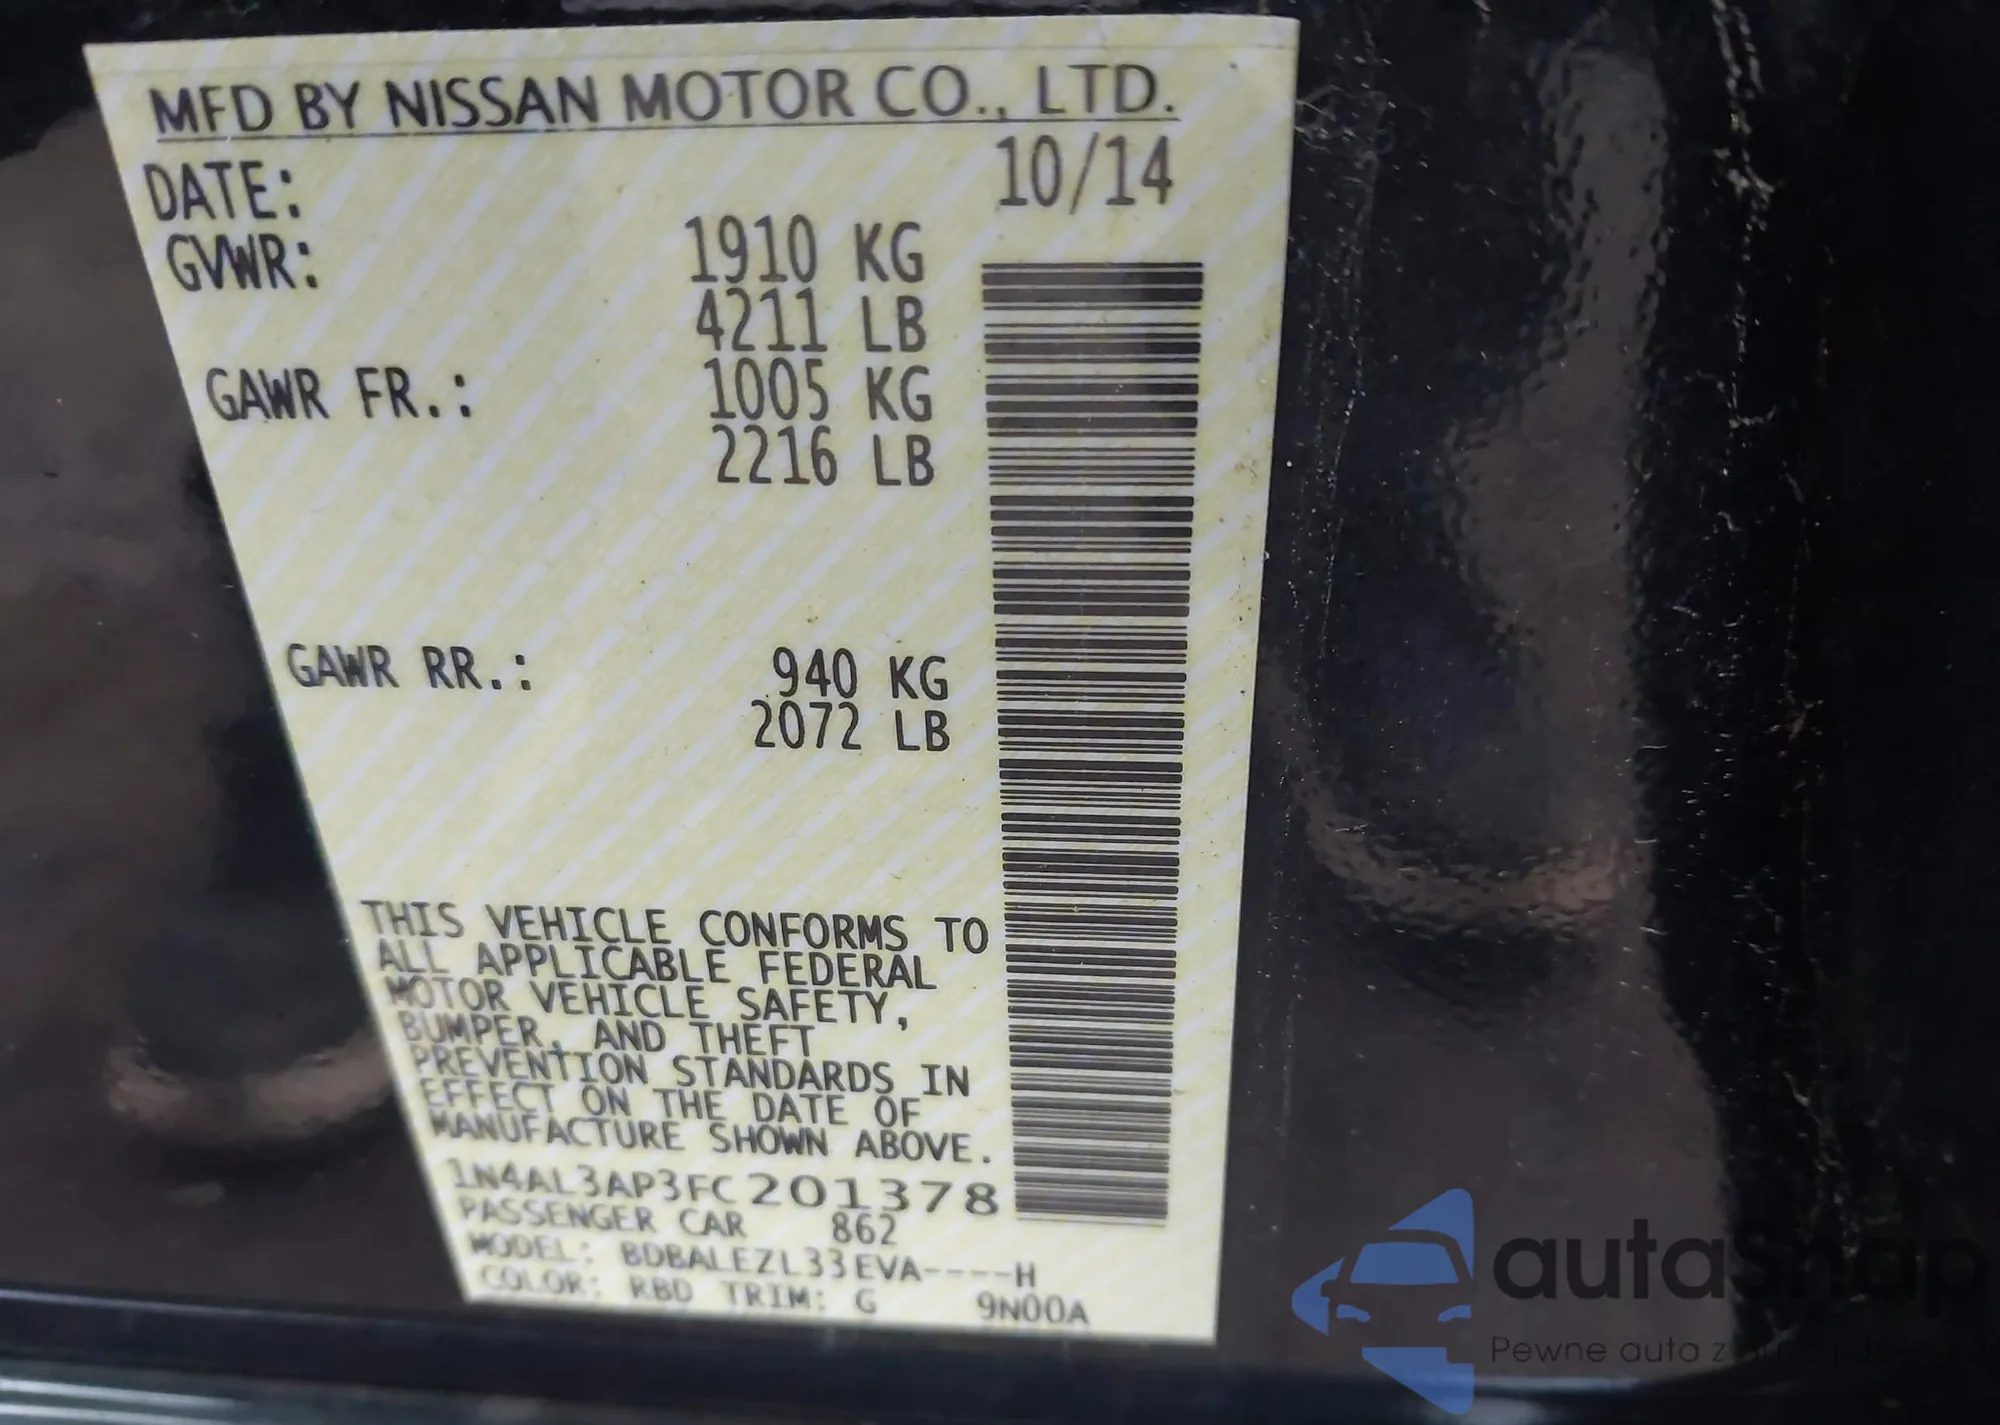 MFD BY NISSAN MOTOR CO., LTD.
DATE: 10/14
GVWR: 1910 KG
4211 LB
GAWR FR.: 1005 KG
2216 LB
GAWR RR.: 940 KG
2072 LB
THIS VEHICLE CONFORMS TO
ALL APPLICABLE FEDERAL
MOTOR VEHICLE SAFETY,
BUMPER, AND THEFT
PREVENTION STANDARDS IN
EFFECT ON THE DATE OF
MANUFACTURE SHOWN ABOVE.
1N4AL3AP3FC201378
PASSENGER CAR 862
MODEL: BDBALEZL33EVA----H
COLOR: RBD TRIM: G 9N00A
autasnap
Pewne auta z